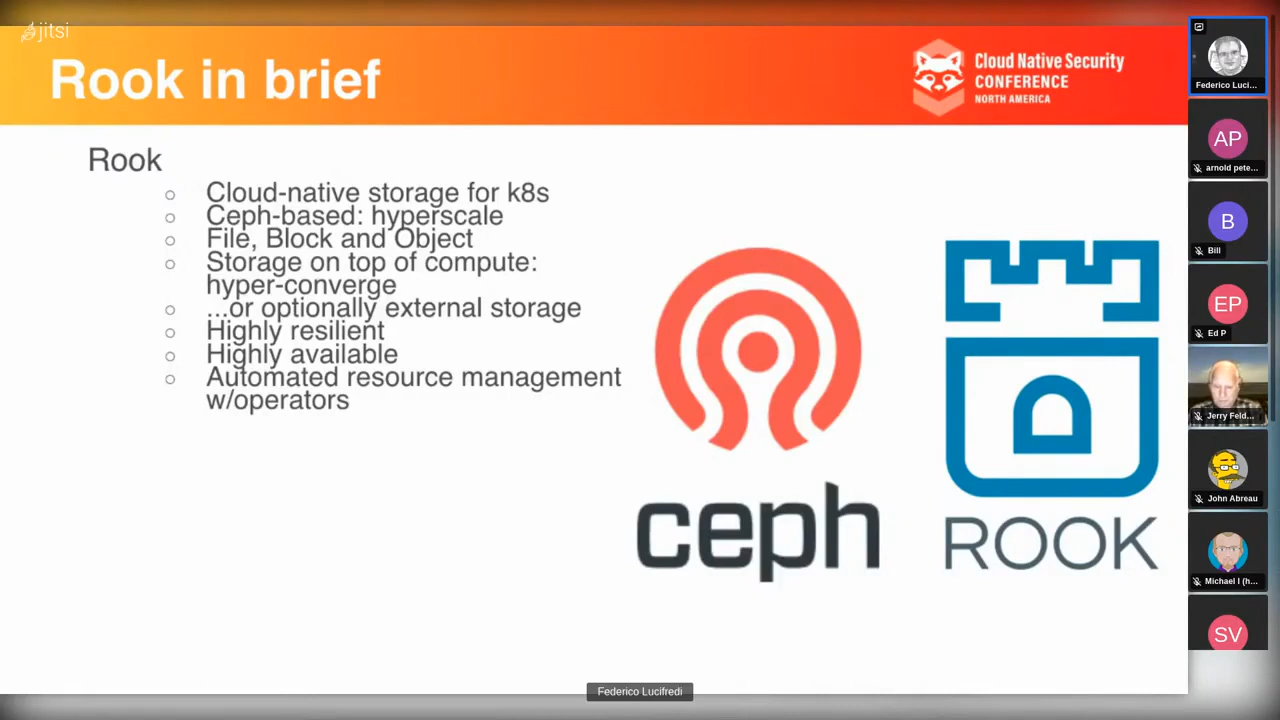 jitsi
Rook in brief
Cloud Native Security
CONFERENCE
NORTH AMERICA
Rook
Cloud-native storage for k8s
Ceph-based: hyperscale
File, Block and Object
Storage on top of compute:
hyper-converge
...or optionally external storage
Highly resilient
Highly available
Automated resource management
w/operators
ceph
ROOK
Federico Lucifredi
Federico Luci...
AP
arnold pete...
B
Bill
EP
Ed P
Jerry Feld...
John Abreau
Michael I (h...
SV